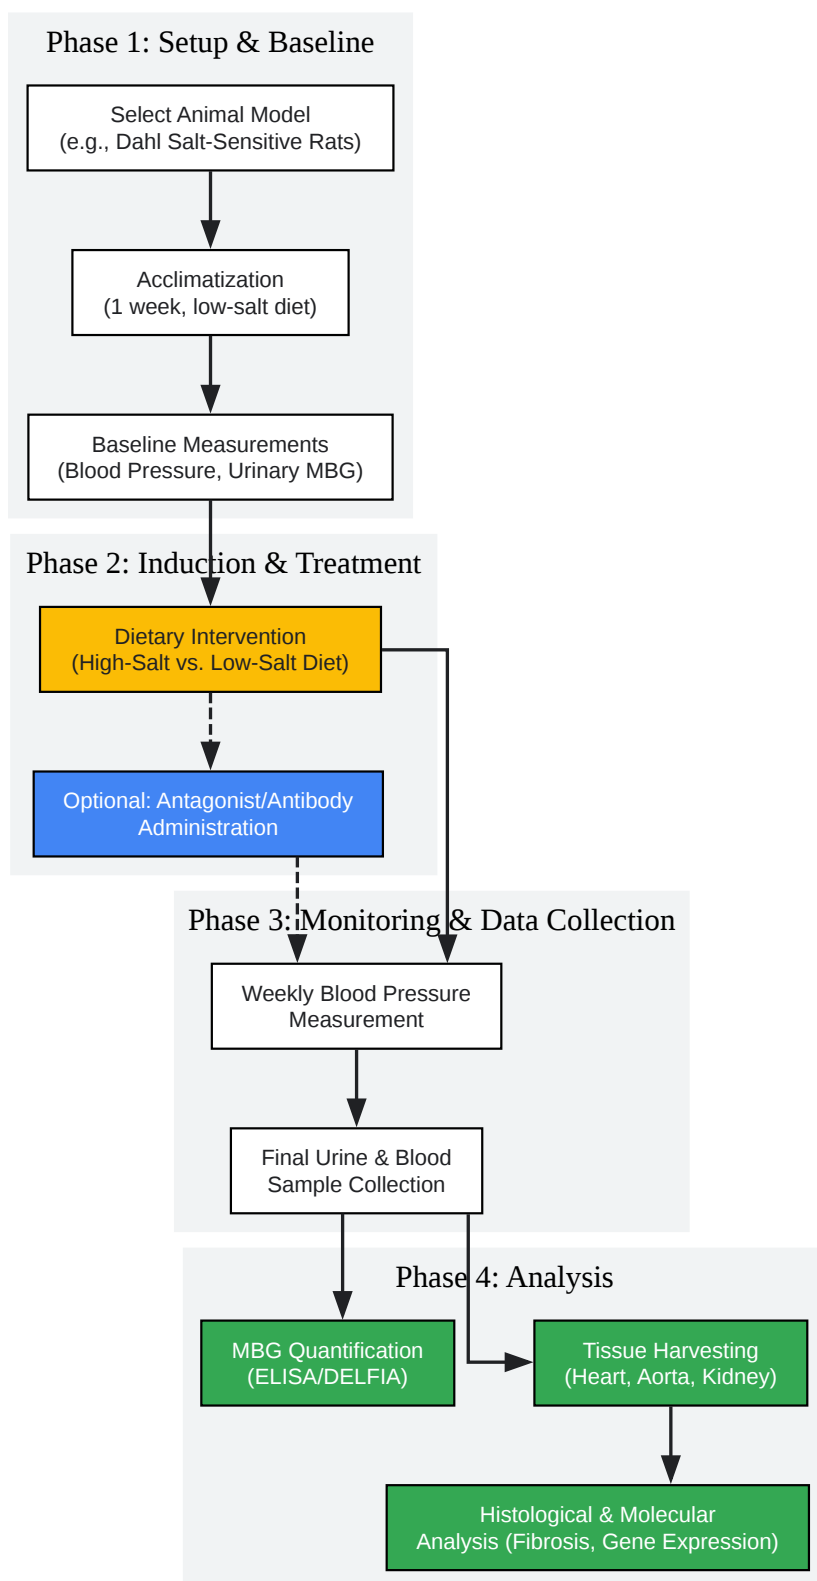 Phase 1: Setup & Baseline
Select Animal Model
(e.g., Dahl Salt-Sensitive Rats)
Acclimatization
(1 week, low-salt diet)
Baseline Measurements
(Blood Pressure, Urinary MBG)
Phase 2: Induction & Treatment
Dietary Intervention
(High-Salt vs. Low-Salt Diet)
Optional: Antagonist/Antibody
Administration
Phase 3: Monitoring & Data Collection
Weekly Blood Pressure
Measurement
Final Urine & Blood
Sample Collection
Phase 4: Analysis
MBG Quantification
(ELISA/DELFIA)
Tissue Harvesting
(Heart, Aorta, Kidney)
Histological & Molecular
Analysis (Fibrosis, Gene Expression)